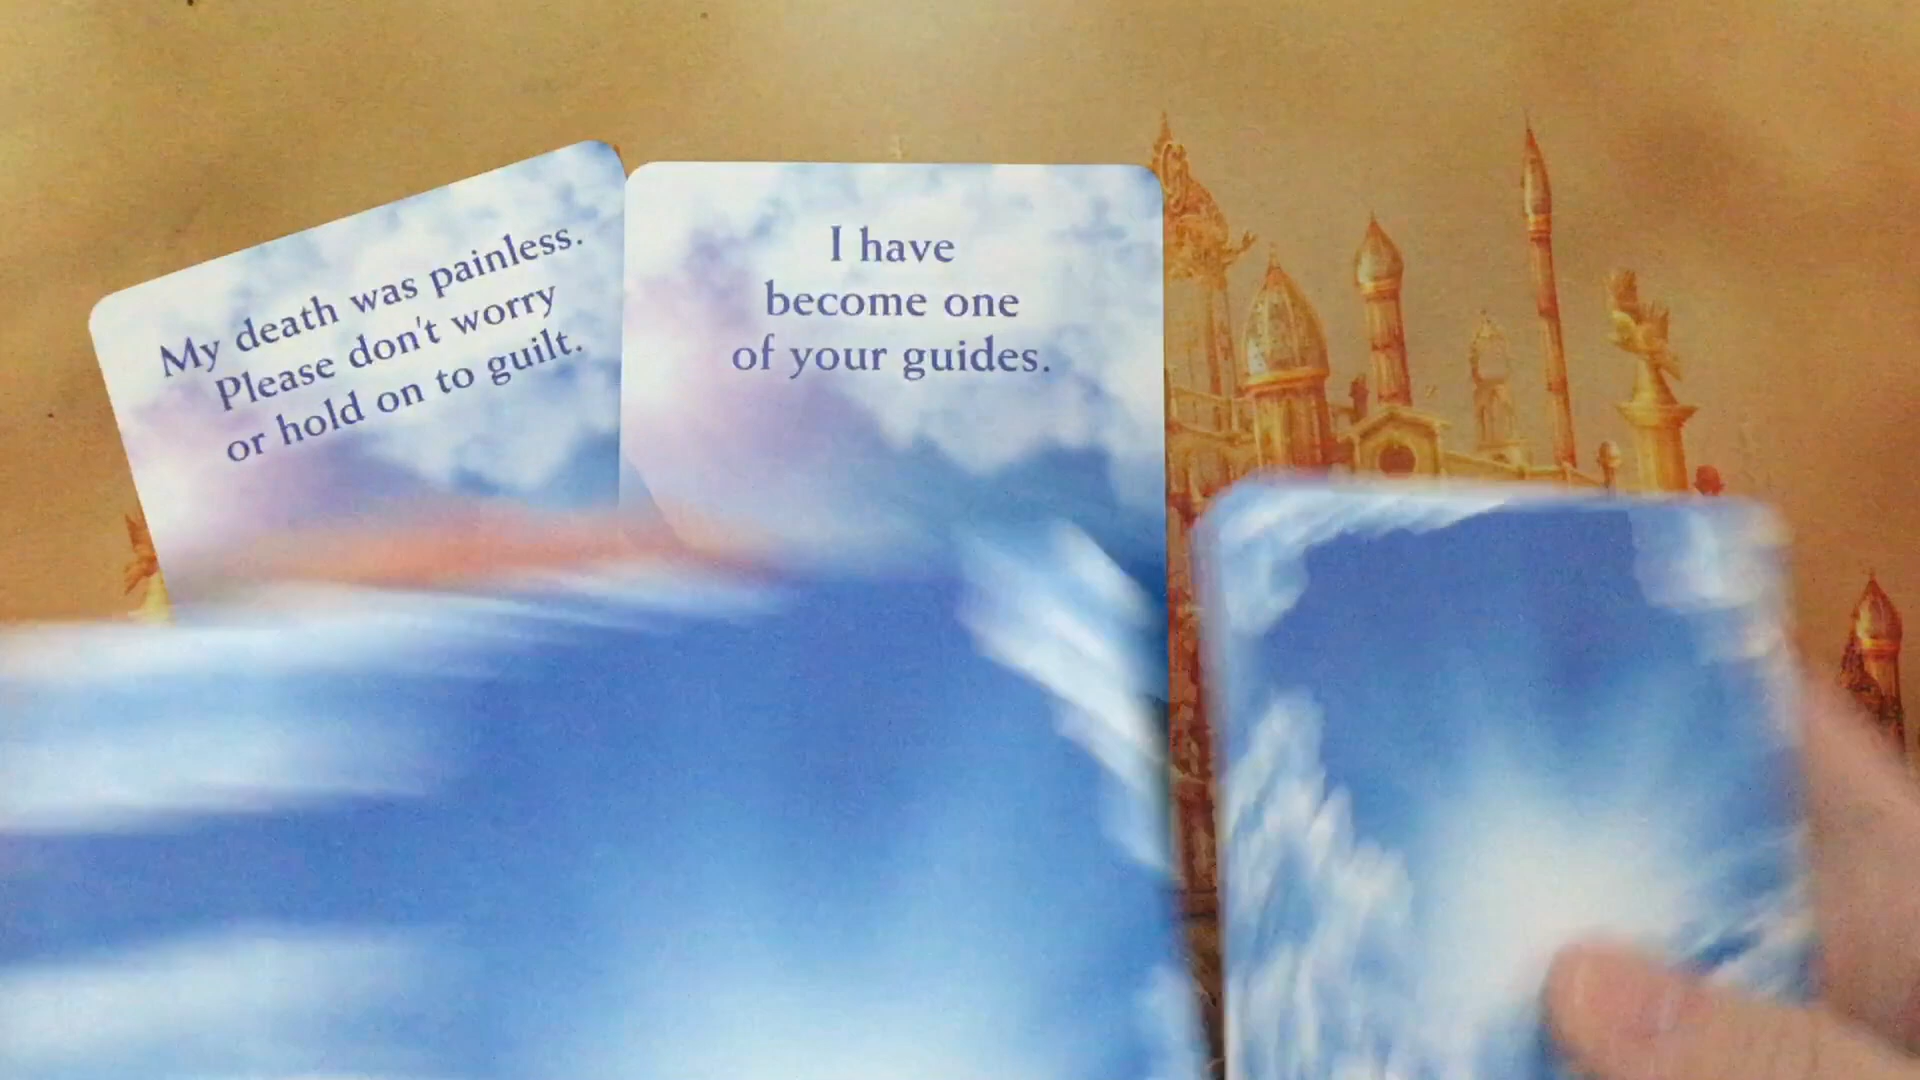 My death was painless.
Please don't worry
or hold on to guilt.
I have
become one
of your guides.